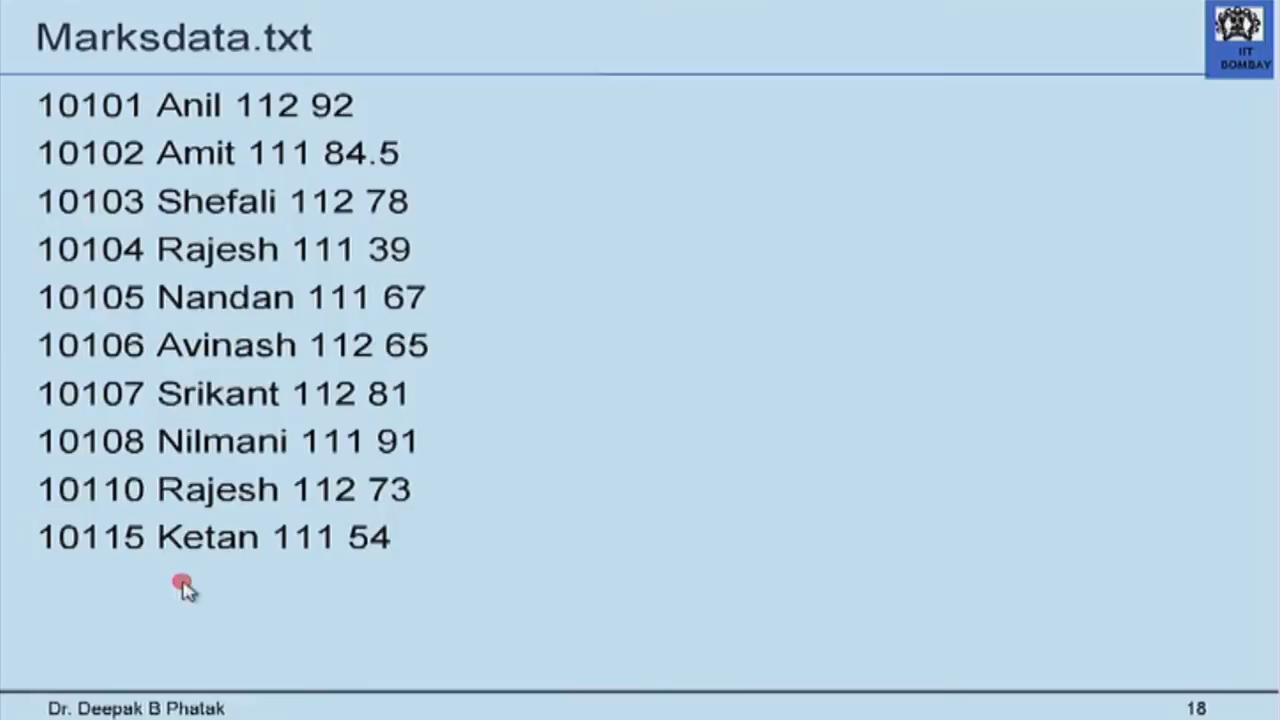 Marksdata.txt
IIT
BOMBAY
10101 Anil 112 92
10102 Amit 111 84.5
10103 Shefali 112 78
10104 Rajesh 111 39
10105 Nandan 111 67
10106 Avinash 112 65
10107 Srikant 112 81
10108 Nilmani 111 91
10110 Rajesh 112 73
10115 Ketan 111 54
Dr. Deepak B Phatak
18